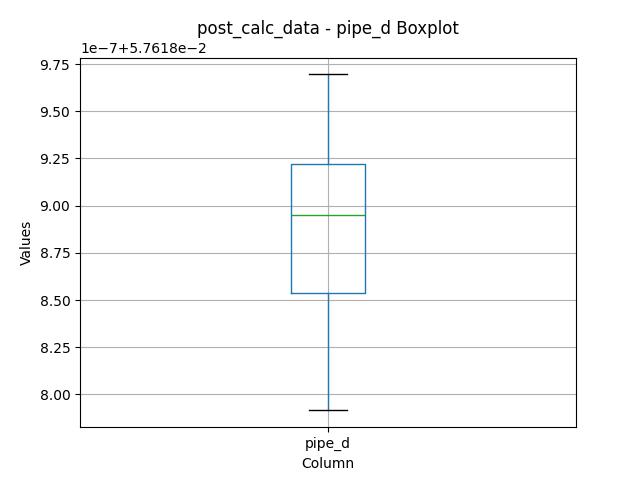 post_calc_data - pipe_d Boxplot
1e−7+5.7618e−2
9.75
9.50
9.25
9.00
8.75
8.50
8.25
8.00
Values
pipe_d
Column